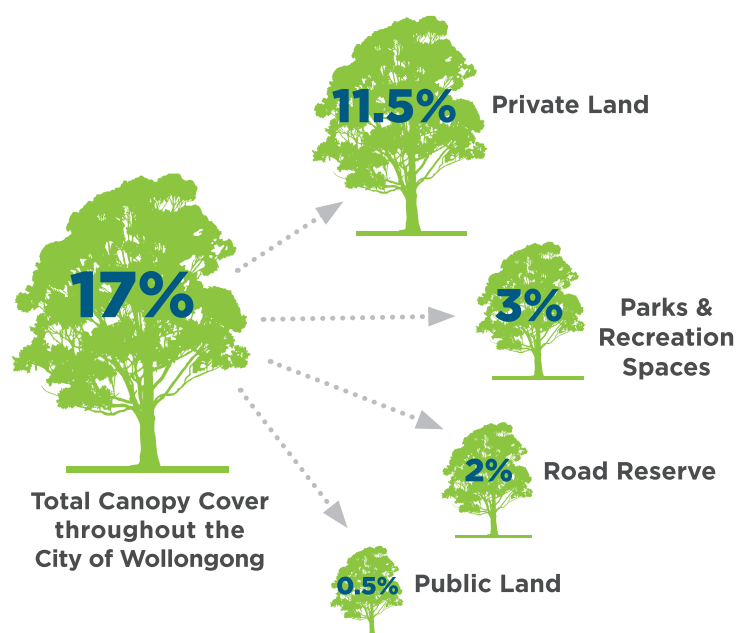 11.5%
Private Land
17%
3%
Parks &
Recreation
Spaces
2%
Road Reserve
Total Canopy Cover
throughout the
City of Wollongong
0.5%
Public Land